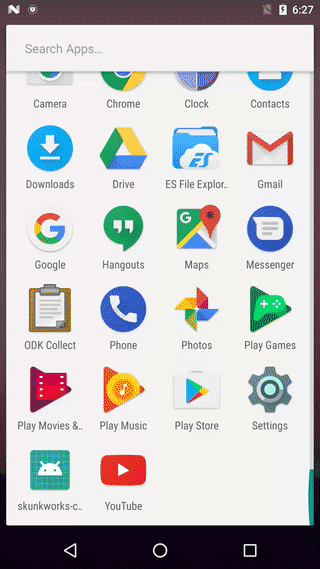 6:27
Search Apps…
Camera Chrome Clock Contacts
Downloads Drive ES File Explor.. Gmail
Google Hangouts Maps Messenger
ODK Collect Phone Photos Play Games
Play Movies &.. Play Music Play Store Settings
skunkworks-c.. YouTube